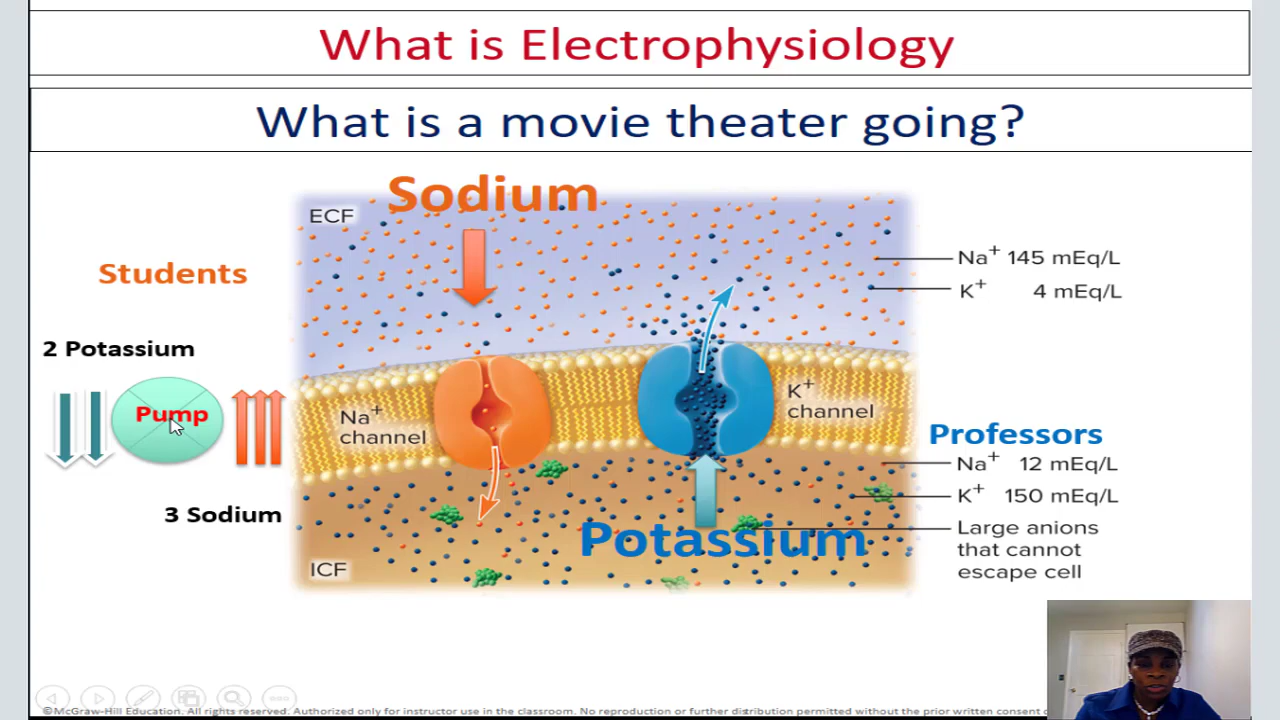 What is Electrophysiology
What is a movie theater going?
Sodium
ECF
Students
Na+ 145 mEq/L
K+ 4 mEq/L
2 Potassium
Pump
Na+
channel
K+
channel
Professors
Na+ 12 mEq/L
K+ 150 mEq/L
3 Sodium
Potassium
Large anions
that cannot
escape cell
ICF
©McGraw-Hill Education. All rights reserved. Authorized only for instructor use in the classroom. No reproduction or further distribution permitted without the prior written consent